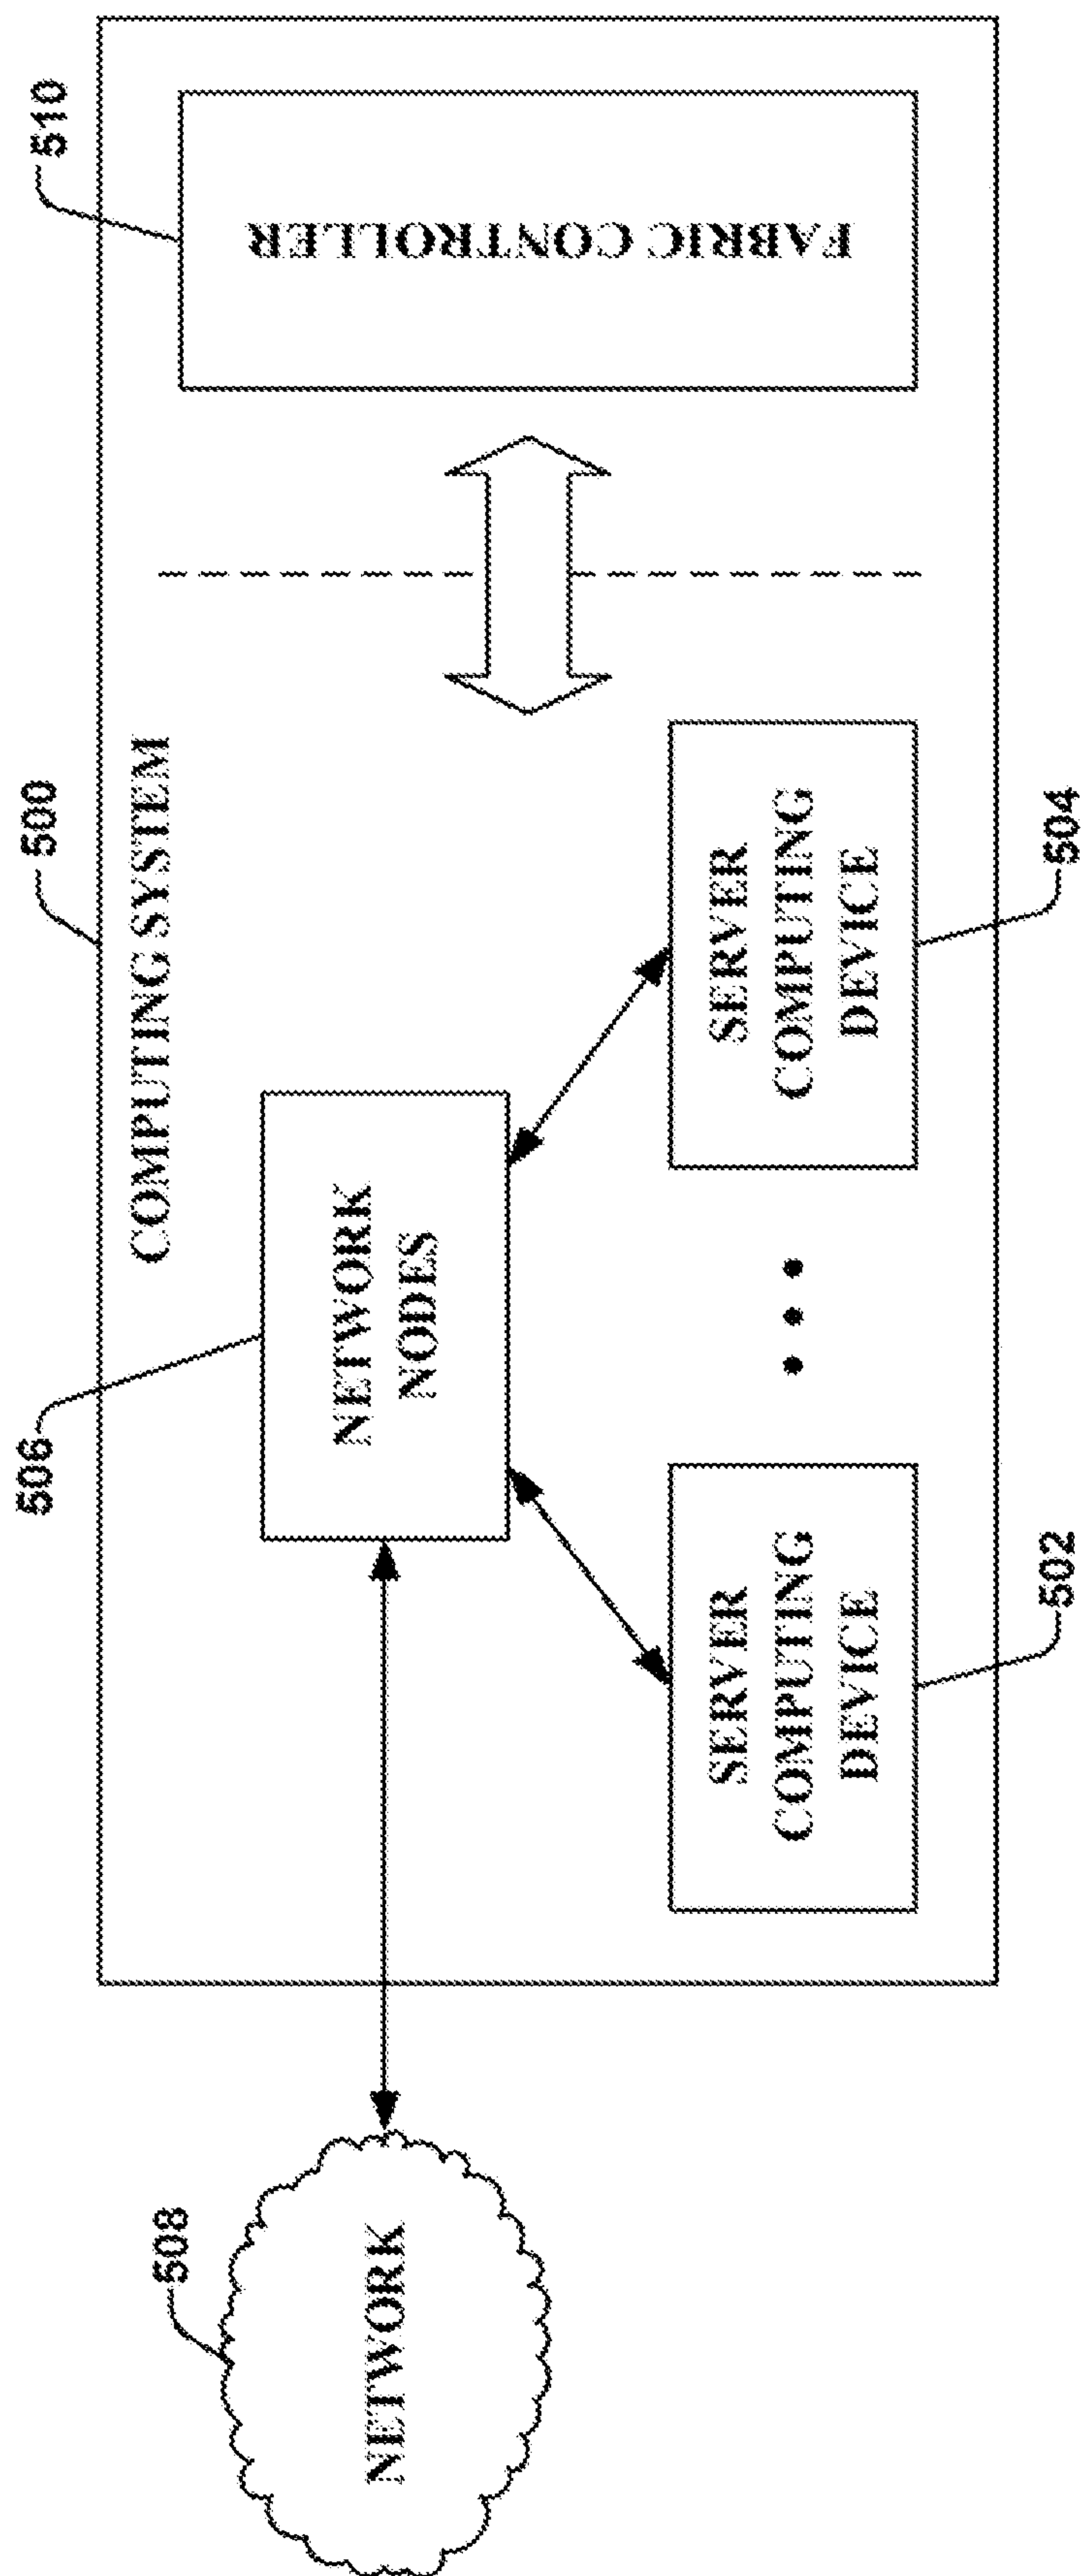 500
COMPUTING SYSTEM
506
NETWORK
NODES
508
NETWORK
SERVER
COMPUTING
DEVICE
502
SERVER
COMPUTING
DEVICE
504
510
FABRIC CONTROLLER